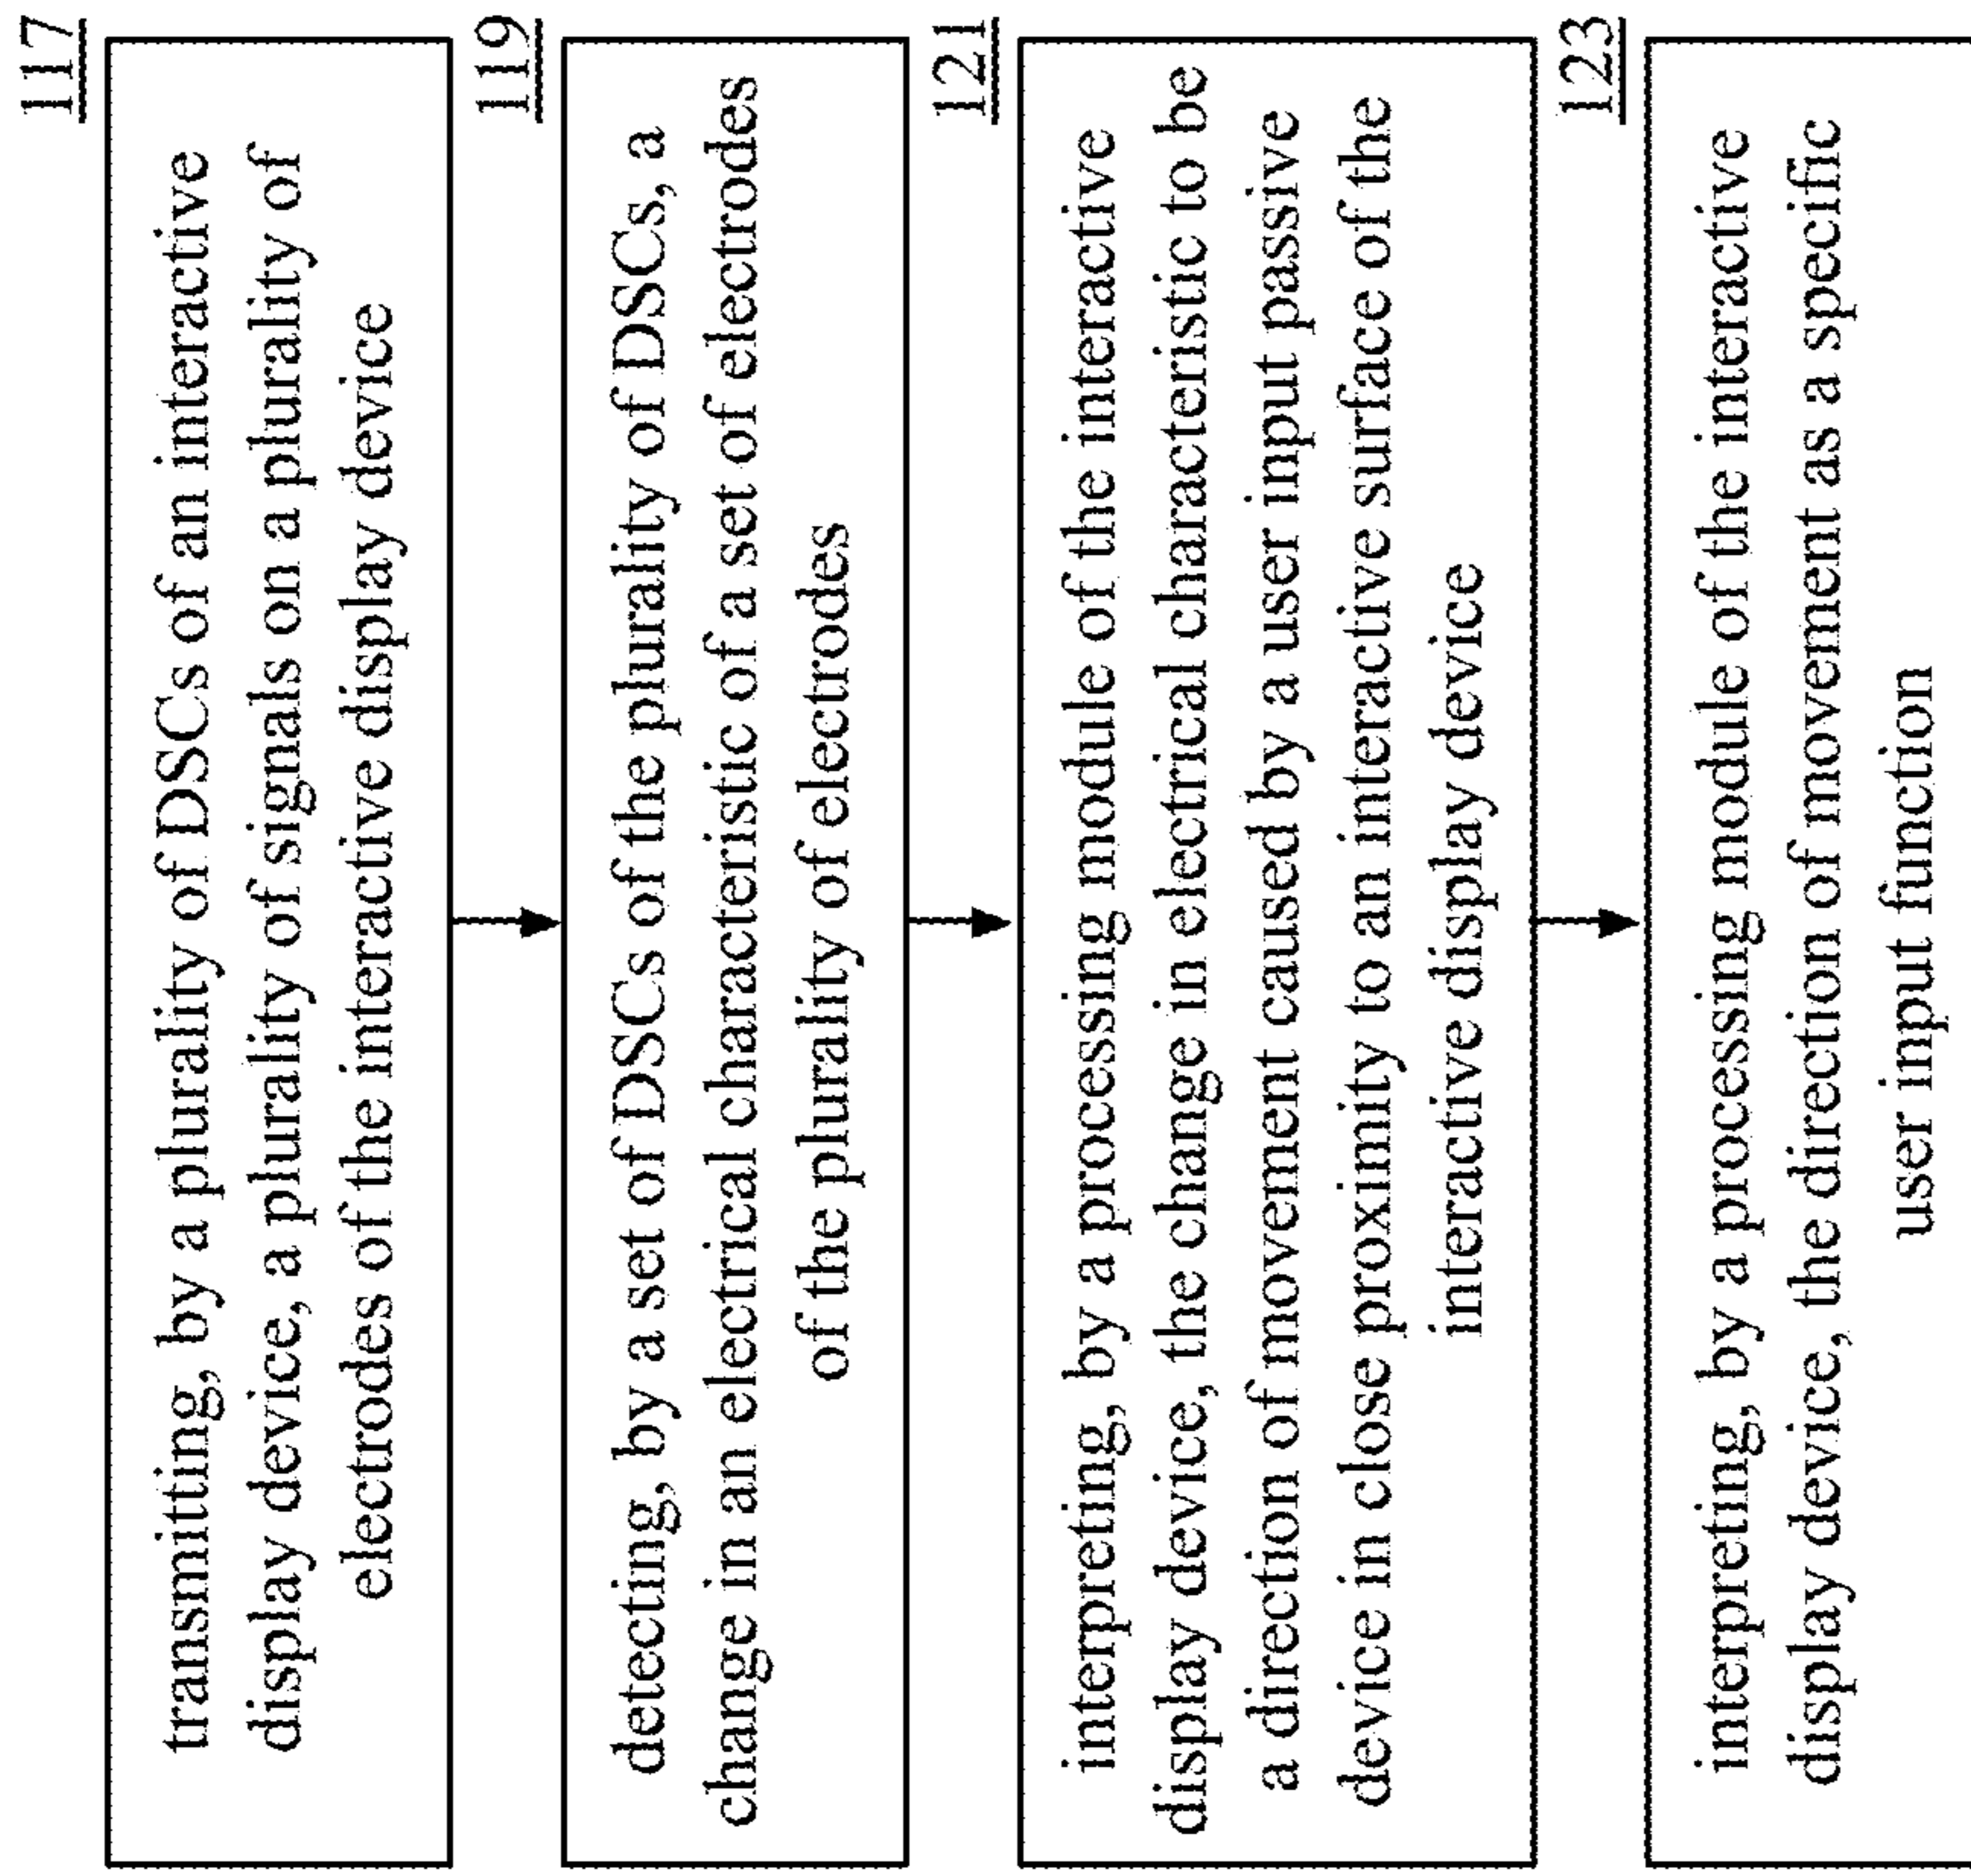 117
transmitting, by a plurality of DSCs of an interactive
display device, a plurality of signals on a plurality of
electrodes of the interactive display device
119
detecting, by a set of DSCs of the plurality of DSCs, a
change in an electrical characteristic of a set of electrodes
of the plurality of electrodes
121
interpreting, by a processing module of the interactive
display device, the change in electrical characteristic to be
a direction of movement caused by a user input passive
device in close proximity to an interactive surface of the
interactive display device
123
interpreting, by a processing module of the interactive
display device, the direction of movement as a specific
user input function